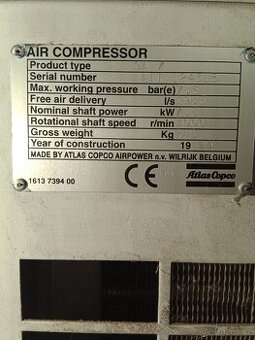 AIR COMPRESSOR
Product type
Serial number
Max. working pressure bar(e)
Free air delivery l/s
Nominal shaft power kW
Rotational shaft speed r/min
Gross weight Kg
Year of construction 19
MADE BY ATLAS COPCO AIRPOWER n.v. WILRIJK BELGIUM
1613 7394 00
CE
Atlas Copco